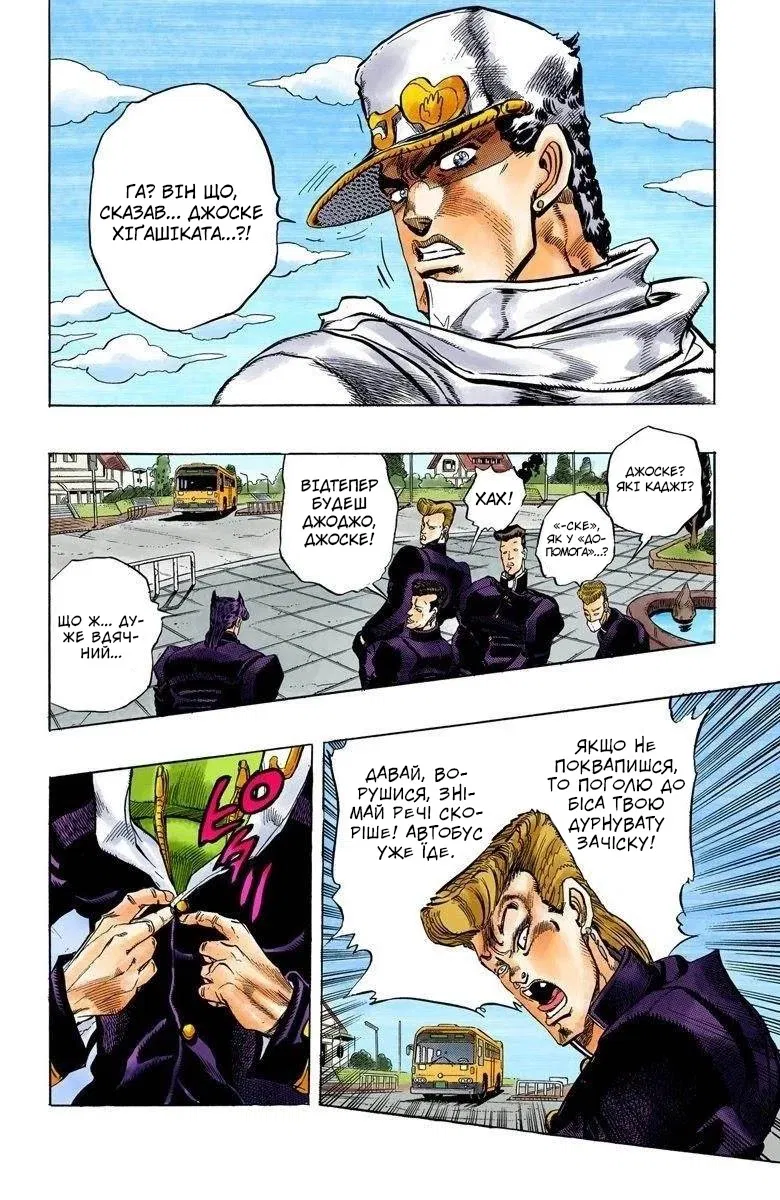 ГА? ВІН ЩО,
СКАЗАВ... ДЖОСКЕ
ХІҐАШІКАТА...?!
ДЖОСКЕ?
ЯКІ КАДЖІ?
«-СКЕ»,
ЯК У «ДО-
ПОМОГА»...?
ХАХ!
ВІДТЕПЕР
БУДЕШ
ДЖОДЖО,
ДЖОСКЕ!
ЩО Ж... ДУ-
ЖЕ ВДЯЧ-
НИЙ...
ЯКЩО НЕ
ПОКВАПИШСЯ,
ТО ПОГОЛЮ ДО
БІСА ТВОЮ
ДУРНУВАТУ
ЗАЧІСКУ!
ДАВАЙ, ВО-
РУШИСЯ, ЗНІ-
МАЙ РЕЧІ СКО-
РІШЕ! АВТОБУС
УЖЕ ЇДЕ.
J